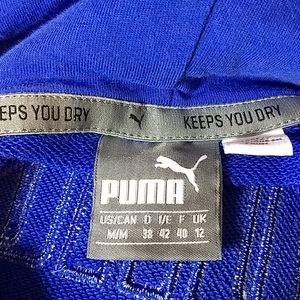 KEEPS YOU DRY
KEEPS YOU DRY
PUMA
US/CAN D I/E F UK
M/M 38 42 40 12